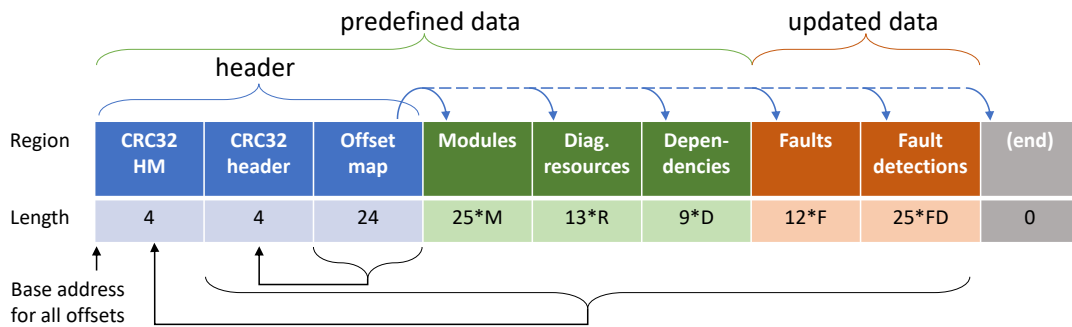 predefined data
updated data
header
Region
CRC32
HM
CRC32
header
Offset
map
Modules
Diag.
resources
Depen-
dencies
Faults
Fault
detections
(end)
Length
4
4
24
25*M
13*R
9*D
12*F
25*FD
0
Base address
for all offsets